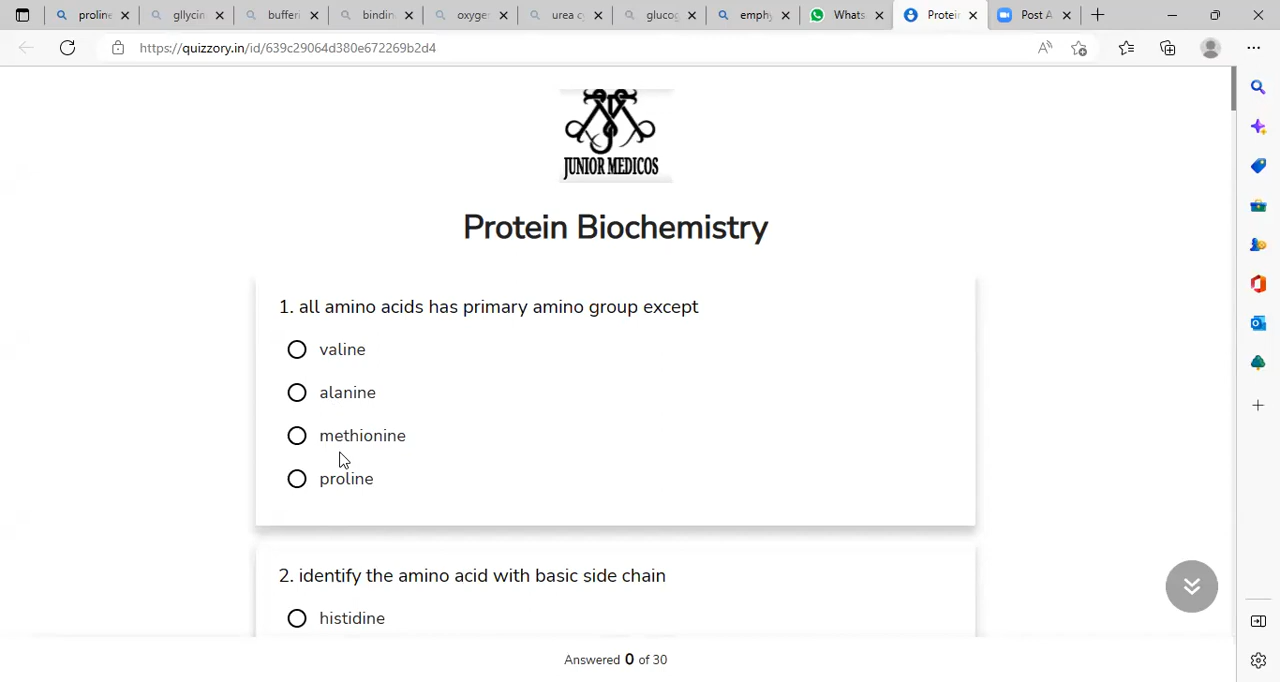 proline
gllycin
bufferi
bindin
oxyge
urea c
gluco
emph
Whats
Protei
Post A
https://quizzory.in/id/639c29064d380e672269b2d4
JUNIOR MEDICOS
Protein Biochemistry
1. all amino acids has primary amino group except
valine
alanine
methionine
proline
2. identify the amino acid with basic side chain
histidine
Answered 0 of 30